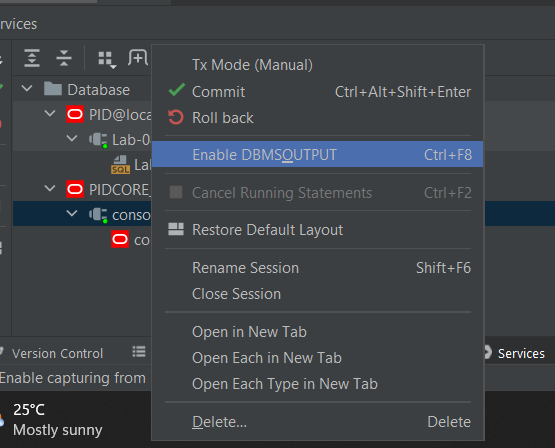 rvices
Tx Mode (Manual)
Commit Ctrl+Alt+Shift+Enter
Roll back
Enable DBMSOUTPUT Ctrl+F8
Cancel Running Statements Ctrl+F2
Restore Default Layout
Rename Session Shift+F6
Close Session
Open in New Tab
Open Each in New Tab
Open Each Type in New Tab
Delete... Delete
Database
PID@loca
Lab-0
SQL
La
PIDCORE_
conso
co
Version Control
Services
Enable capturing from
25°C
Mostly sunny